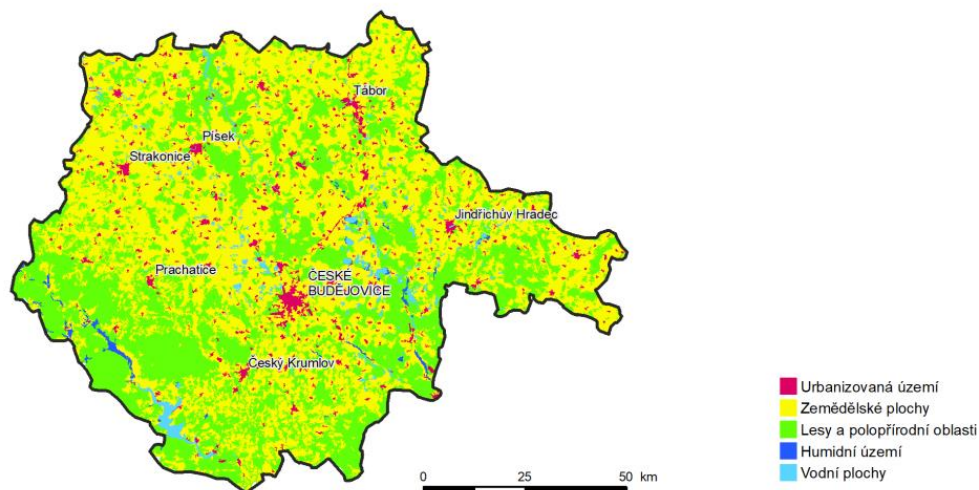 Tábor
Písek
Strakonice
Jindřichův Hradec
Prachatice
ČESKÉ
BUDĚJOVICE
Český Krumlov
Urbanizovaná území
Zemědělské plochy
Lesy a polopřírodní oblasti
Humidní území
Vodní plochy
0 25 50 km